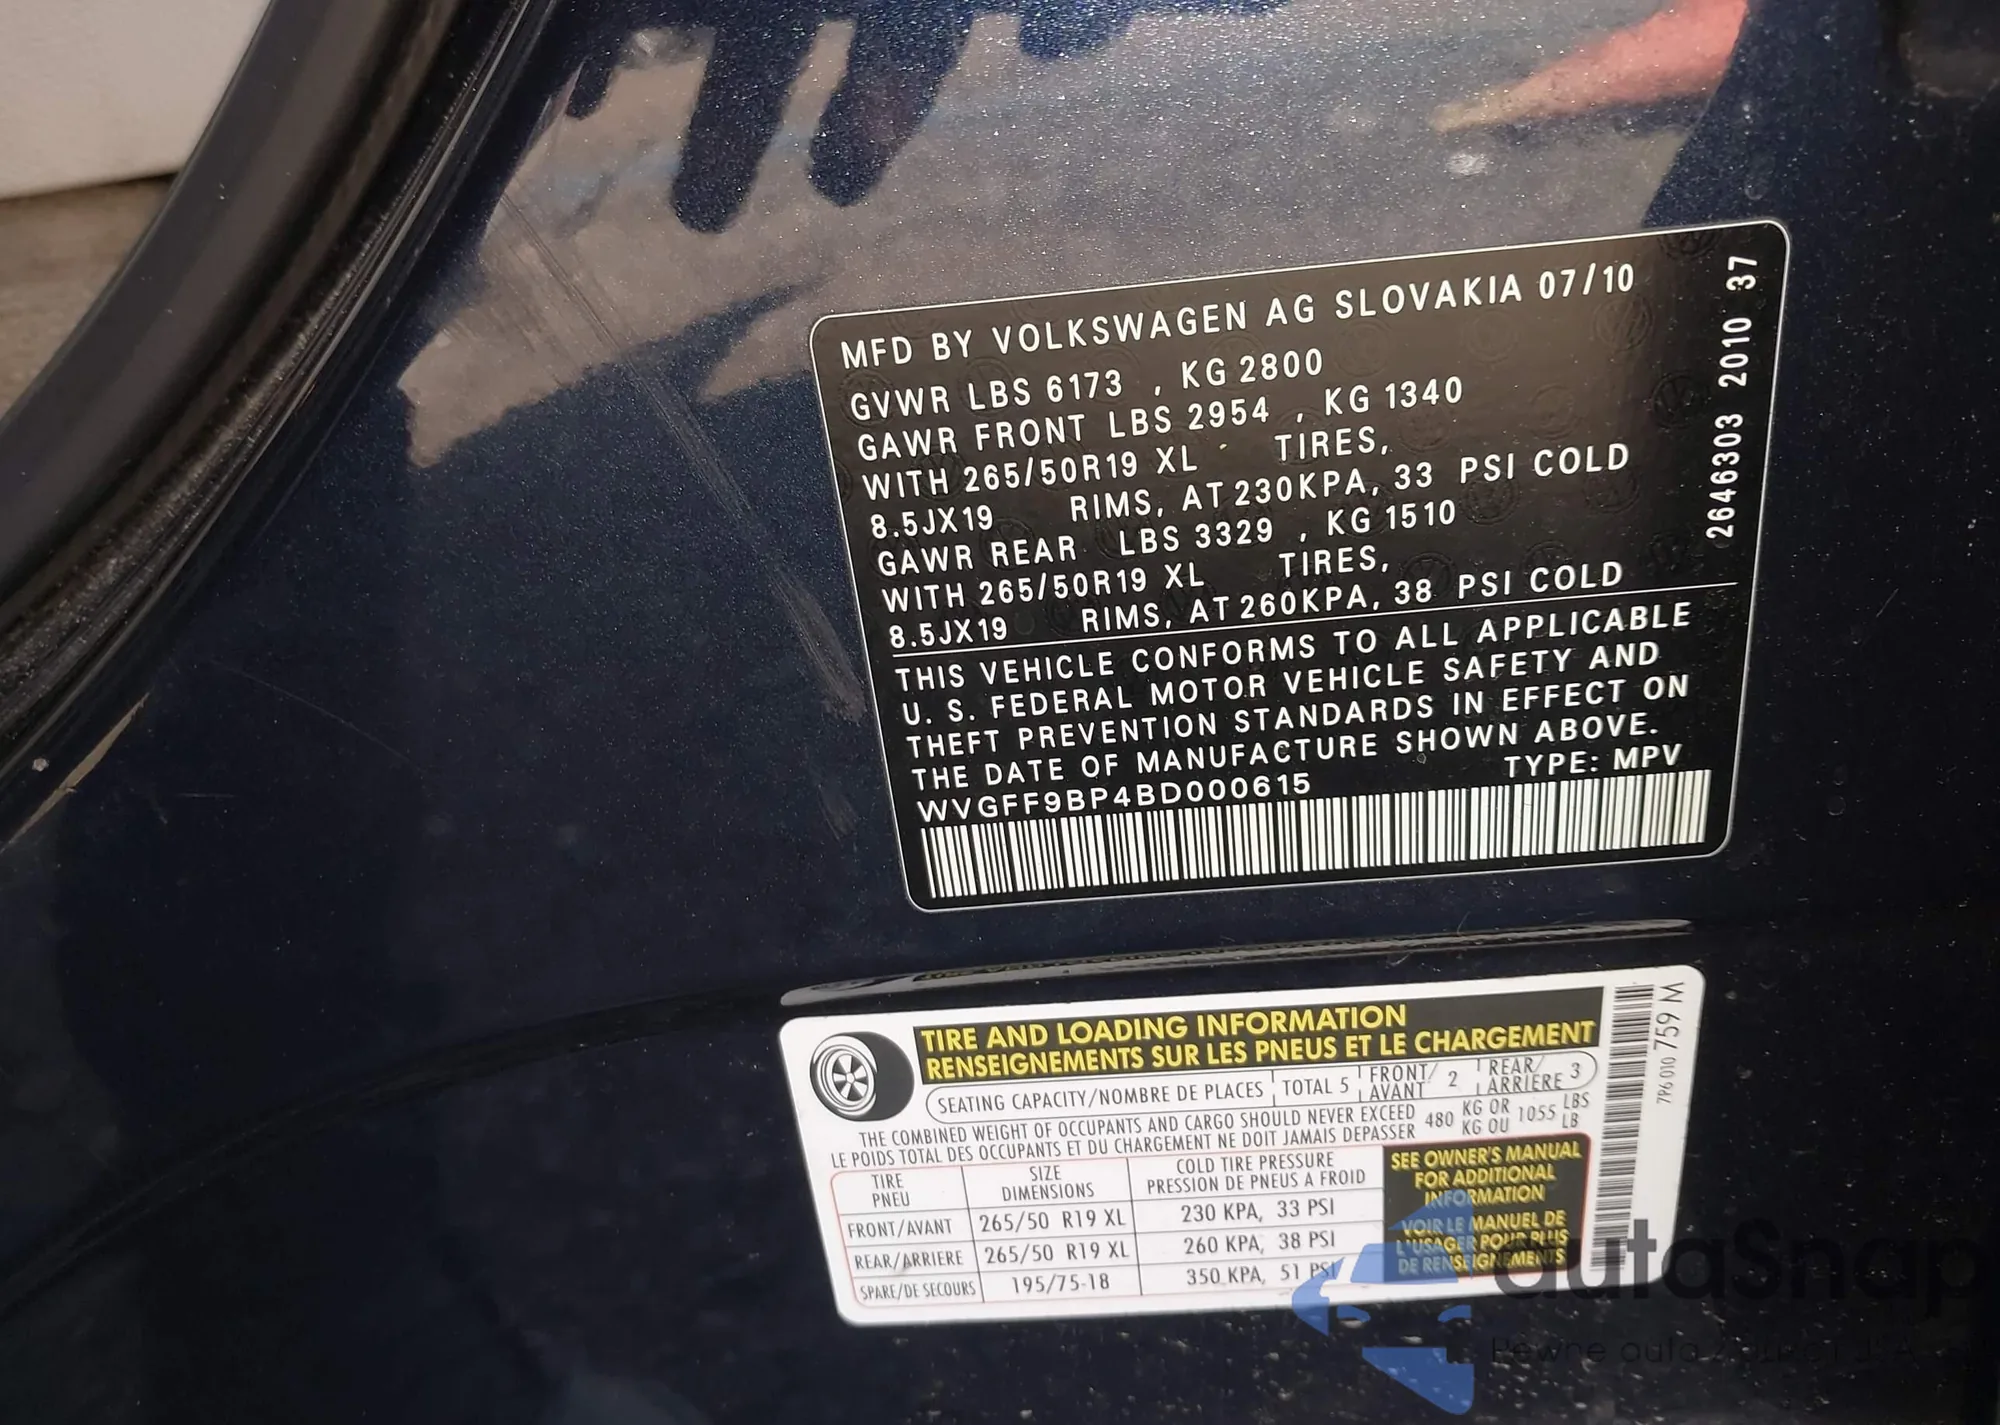 MFD BY VOLKSWAGEN AG SLOVAKIA 07/10
GVWR LBS 6173 , KG 2800
GAWR FRONT LBS 2954 , KG 1340
WITH 265/50R19 XL TIRES,
8.5JX19 RIMS, AT 230KPA, 33 PSI COLD
GAWR REAR LBS 3329 , KG 1510
WITH 265/50R19 XL TIRES,
8.5JX19 RIMS, AT 260KPA, 38 PSI COLD
THIS VEHICLE CONFORMS TO ALL APPLICABLE
U. S. FEDERAL MOTOR VEHICLE SAFETY AND
THEFT PREVENTION STANDARDS IN EFFECT ON
THE DATE OF MANUFACTURE SHOWN ABOVE.
WVGFF9BP4BD000615 TYPE: MPV
2646303 2010 37
TIRE AND LOADING INFORMATION
RENSEIGNEMENTS SUR LES PNEUS ET LE CHARGEMENT
SEATING CAPACITY/NOMBRE DE PLACES TOTAL 5 FRONT/AVANT 2 REAR/ARRIÈRE 3
THE COMBINED WEIGHT OF OCCUPANTS AND CARGO SHOULD NEVER EXCEED 480 KG OR 1055 LBS
LE POIDS TOTAL DES OCCUPANTS ET DU CHARGEMENT NE DOIT JAMAIS DEPASSER KG OU LB
TIRE PNEU SIZE DIMENSIONS COLD TIRE PRESSURE PRESSION DE PNEUS A FROID
FRONT/AVANT 265/50 R19 XL 230 KPA, 33 PSI
REAR/ARRIERE 265/50 R19 XL 260 KPA, 38 PSI
SPARE/DE SECOURS 195/75-18 350 KPA, 51 PSI
SEE OWNER'S MANUAL
FOR ADDITIONAL
INFORMATION
VOIR LE MANUEL DE
L'USAGER POUR PLUS
DE RENSEIGNEMENTS
7P6 010 759 M
autaSnap
Pewne auta